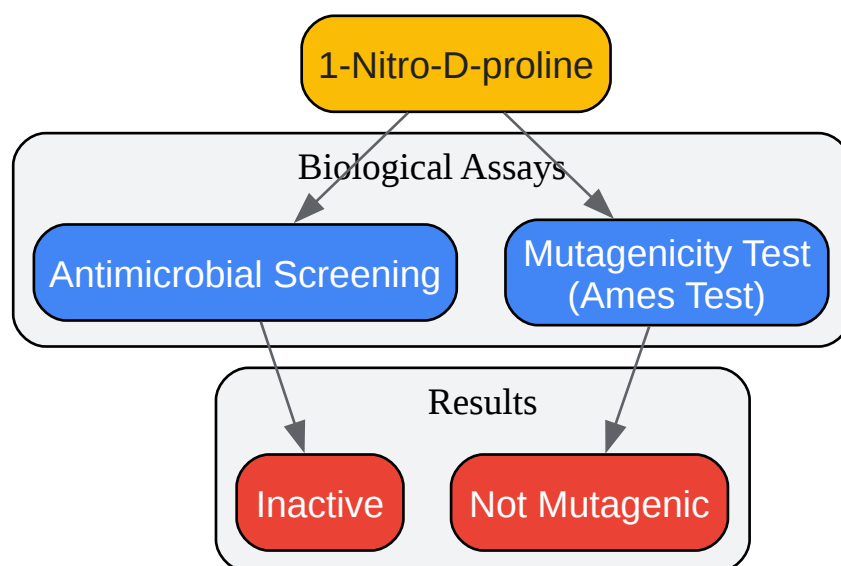 1-Nitro-D-proline
Biological Assays
Antimicrobial Screening
Mutagenicity Test
(Ames Test)
Results
Inactive
Not Mutagenic